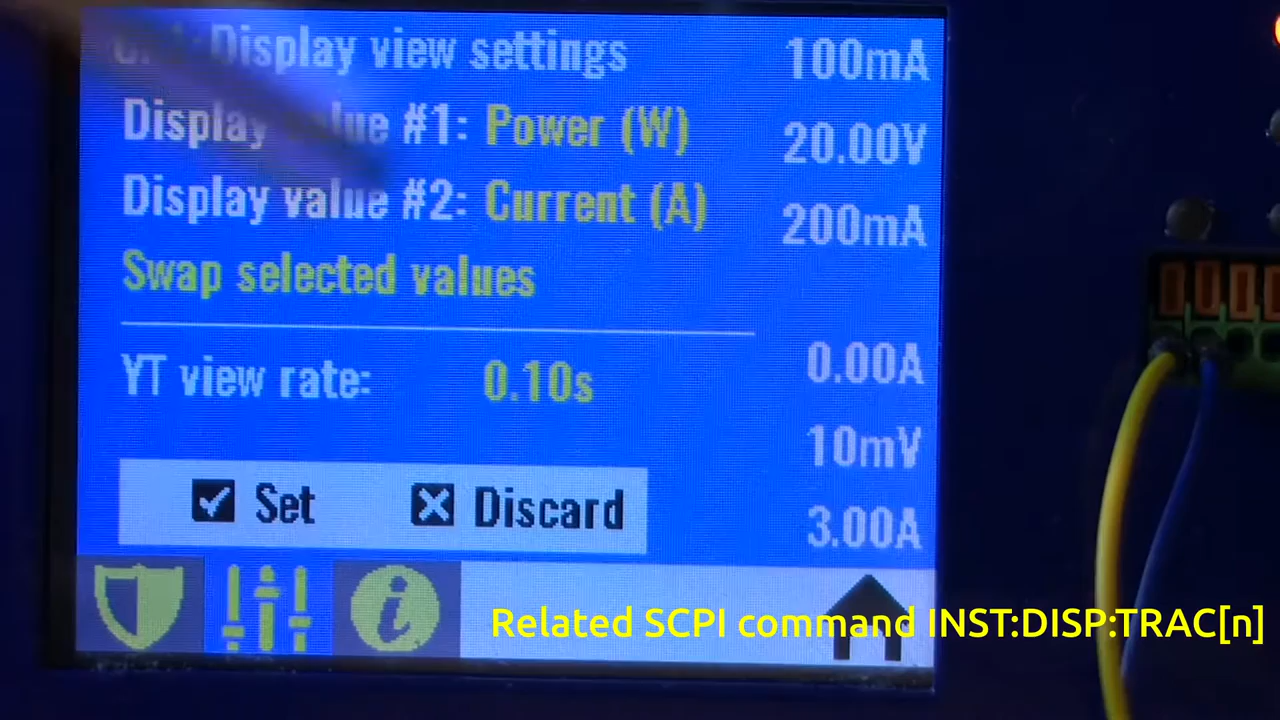 Display view settings
Display value #1: Power (W)
Display value #2: Current (A)
Swap selected values
YT view rate: 0.10s
Set Discard
100mA
20.00V
200mA
0.00A
10mV
3.00A
i
Related SCPI command INST:DISP:TRAC[n]